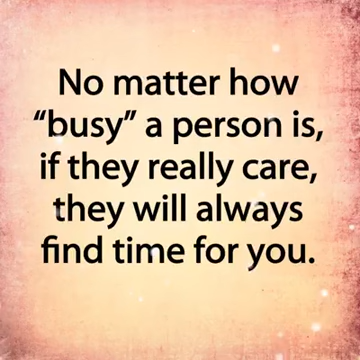 No matter how
“busy” a person is,
if they really care,
they will always
find time for you.